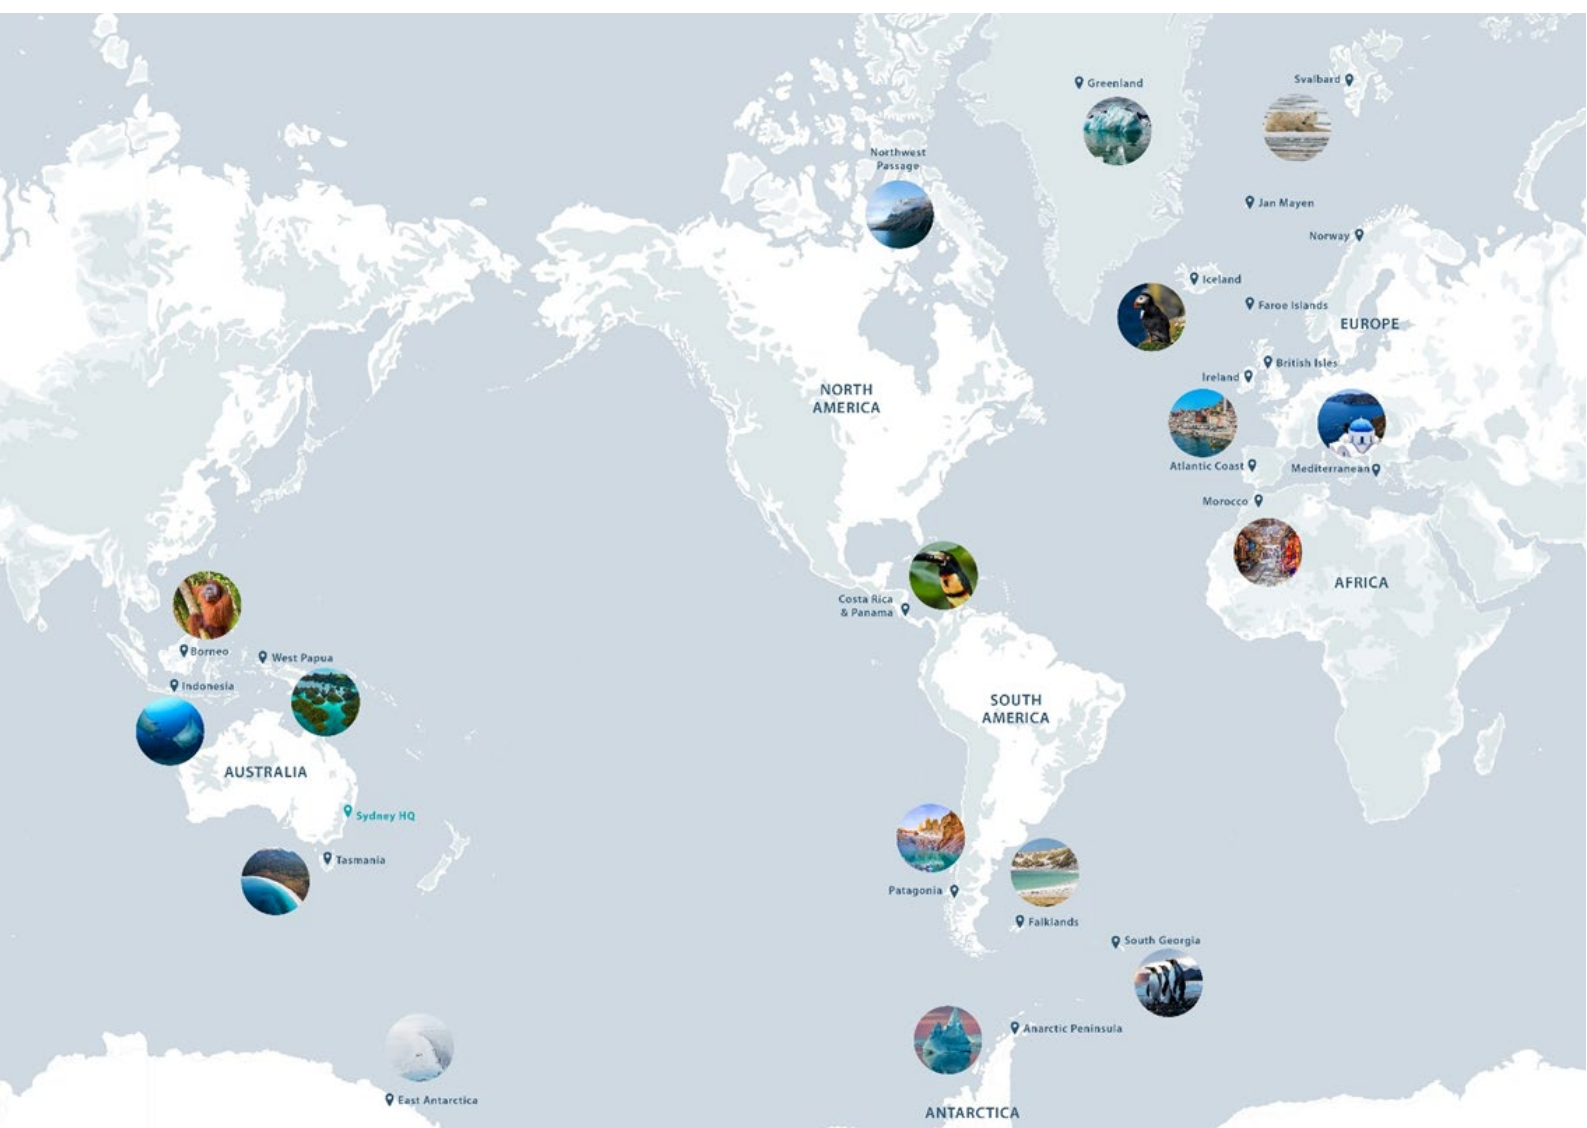 Greenland
Svalbard
Northwest
Passage
Jan Mayen
Norway
Iceland
Faroe Islands
EUROPE
British Isles
Ireland
NORTH
AMERICA
Atlantic Coast
Mediterranean
Morocco
AFRICA
Costa Rica
& Panama
Borneo
West Papua
Indonesia
SOUTH
AMERICA
AUSTRALIA
Sydney HQ
Tasmania
Patagonia
Falklands
South Georgia
Anarctic Peninsula
East Antarctica
ANTARCTICA